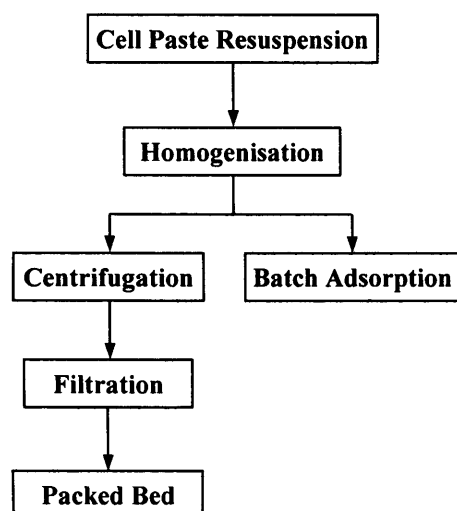 Cell Paste Resuspension
Homogenisation
Centrifugation
Batch Adsorption
Filtration
Packed Bed